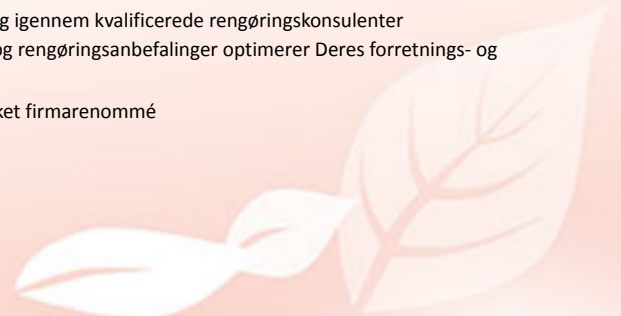 g igennem kvalificerede rengøringskonsulenter
og rengøringsanbefalinger optimerer Deres forretnings- og
ket firmarenommé